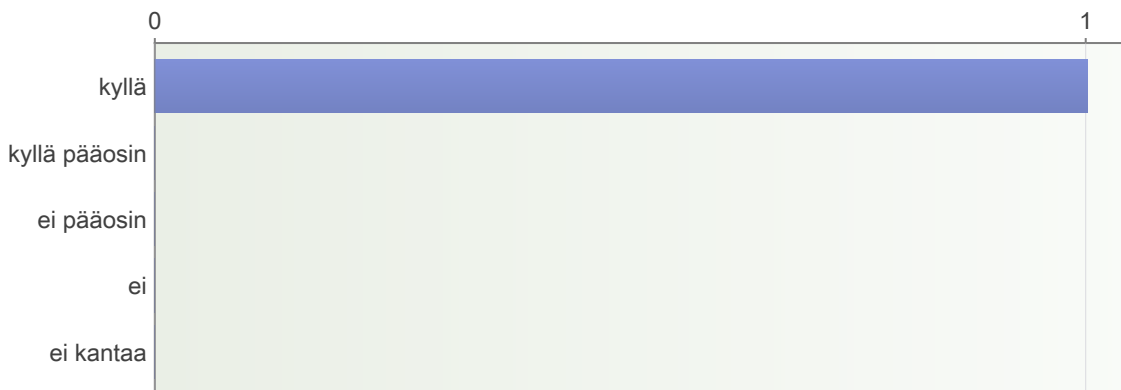 0 1
kyllä
kyllä pääosin
ei pääosin
ei
ei kantaa